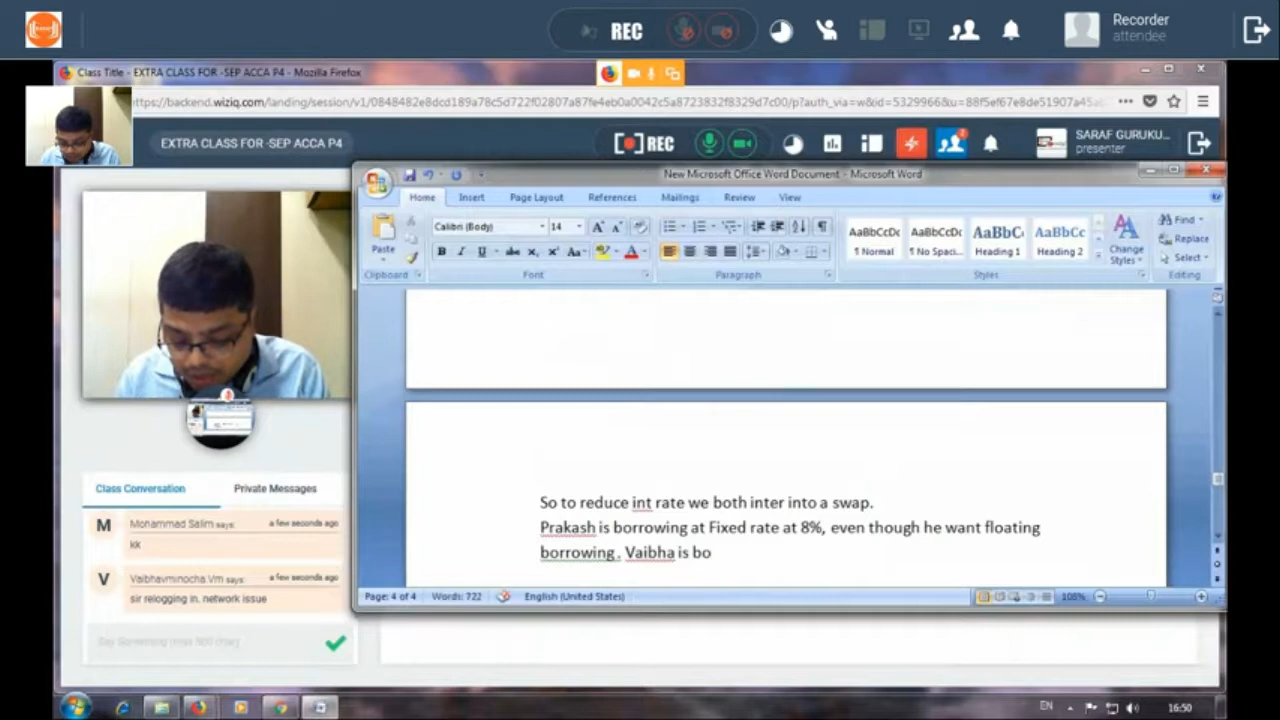 REC
Recorder
attendee
Class Title - EXTRA CLASS FOR -SEP ACCA P4 - Mozilla Firefox
EXTRA CLASS FOR -SEP ACCA P4
REC
SARAF GURUKU...
presenter
New Microsoft Office Word Document - Microsoft Word
Home Insert Page Layout References Mailings Review View
Paste
Calibri (Body) 14
AaBbCcDc AaBbCcDc AaBbC AaBbCc
¶ Normal ¶ No Spaci... Heading 1 Heading 2
Change Styles
Find
Replace
Select
Clipboard Font Paragraph Styles Editing
So to reduce int rate we both inter into a swap.
Prakash is borrowing at Fixed rate at 8%, even though he want floating
borrowing . Vaibha is bo
Page: 4 of 4 Words: 722 English (United States) 108%
Class Conversation Private Messages
M Mohammad Salim says: a few seconds ago
kk
V Vaibhavminocha.Vm says: a few seconds ago
sir relogging in. network issue
Say Something (max 500 char)
EN 16:50